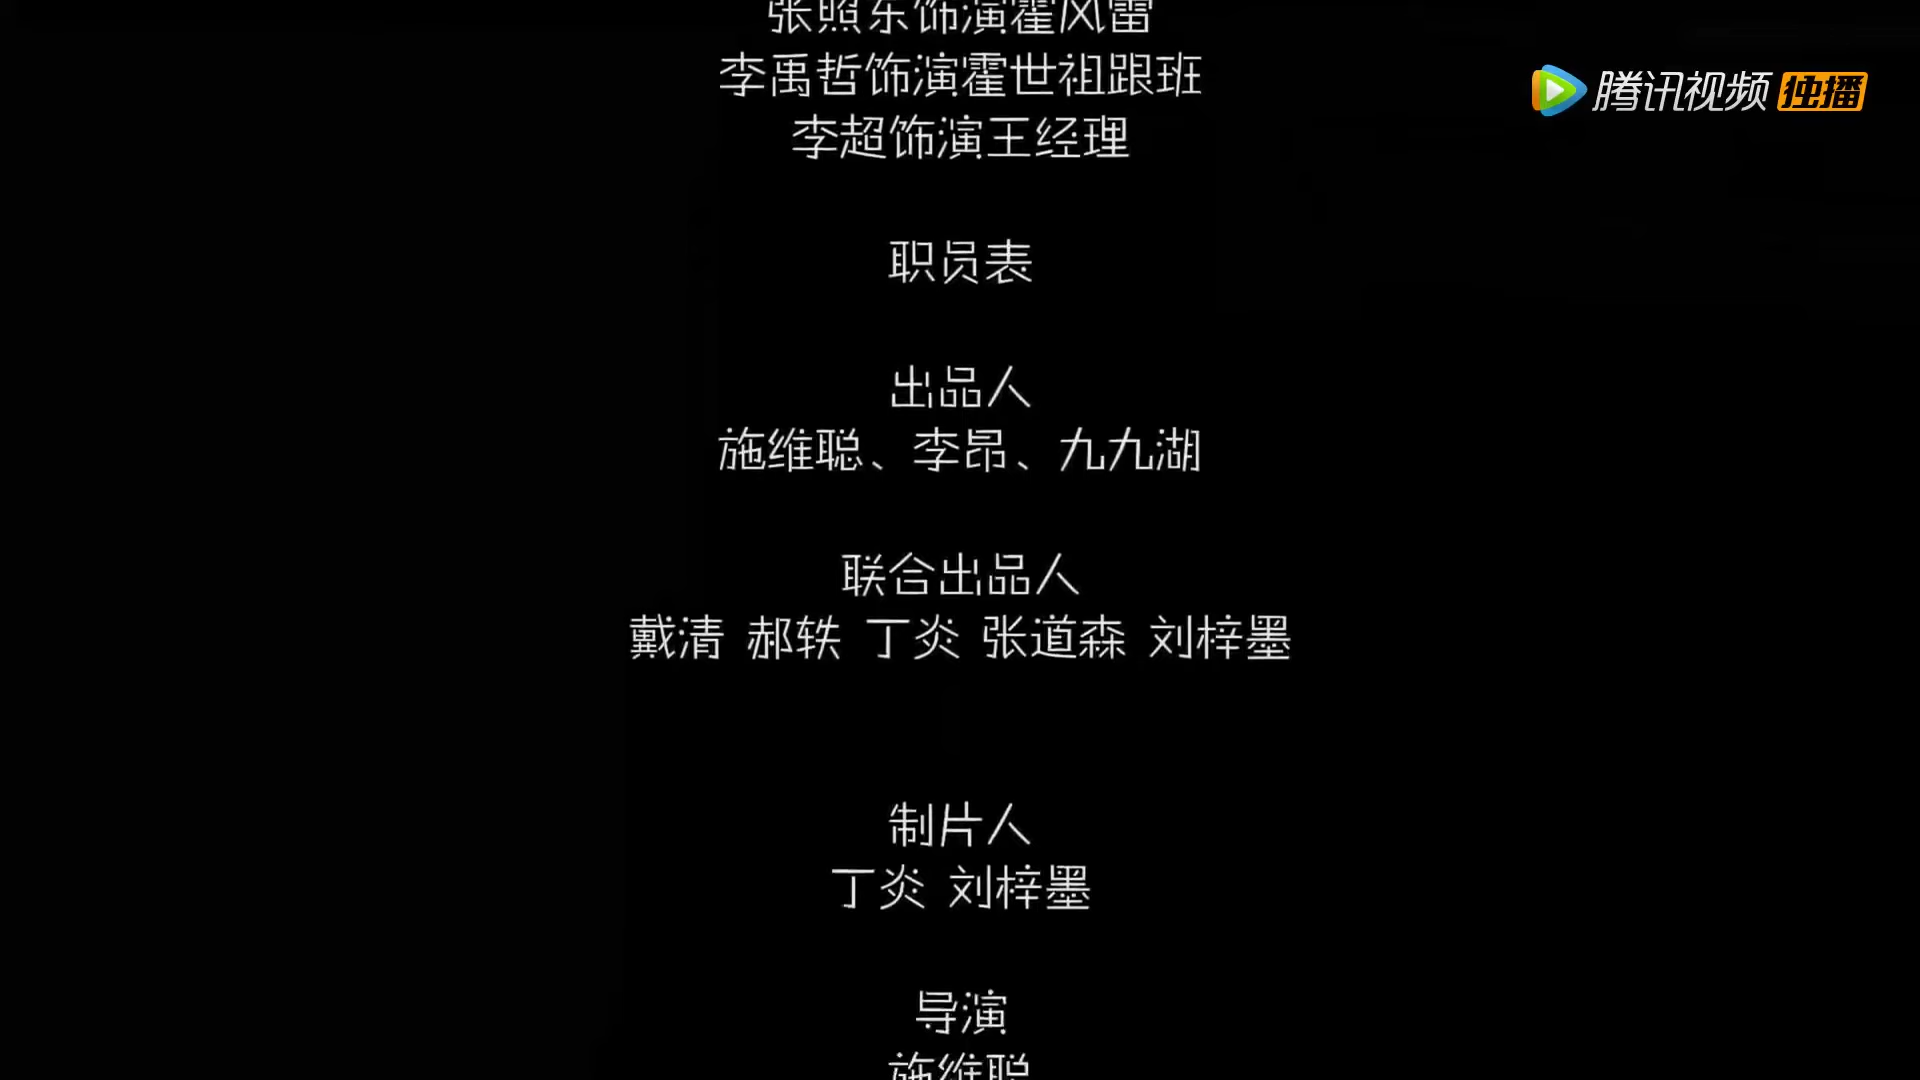 张照东饰演霍风雷
李禹哲饰演霍世祖跟班
腾讯视频 独播
李超饰演王经理
职员表
出品人
施维聪、李昂、九九湖
联合出品人
戴清 郝轶 丁炎 张道森 刘梓墨
制片人
丁炎 刘梓墨
导演
施维聪